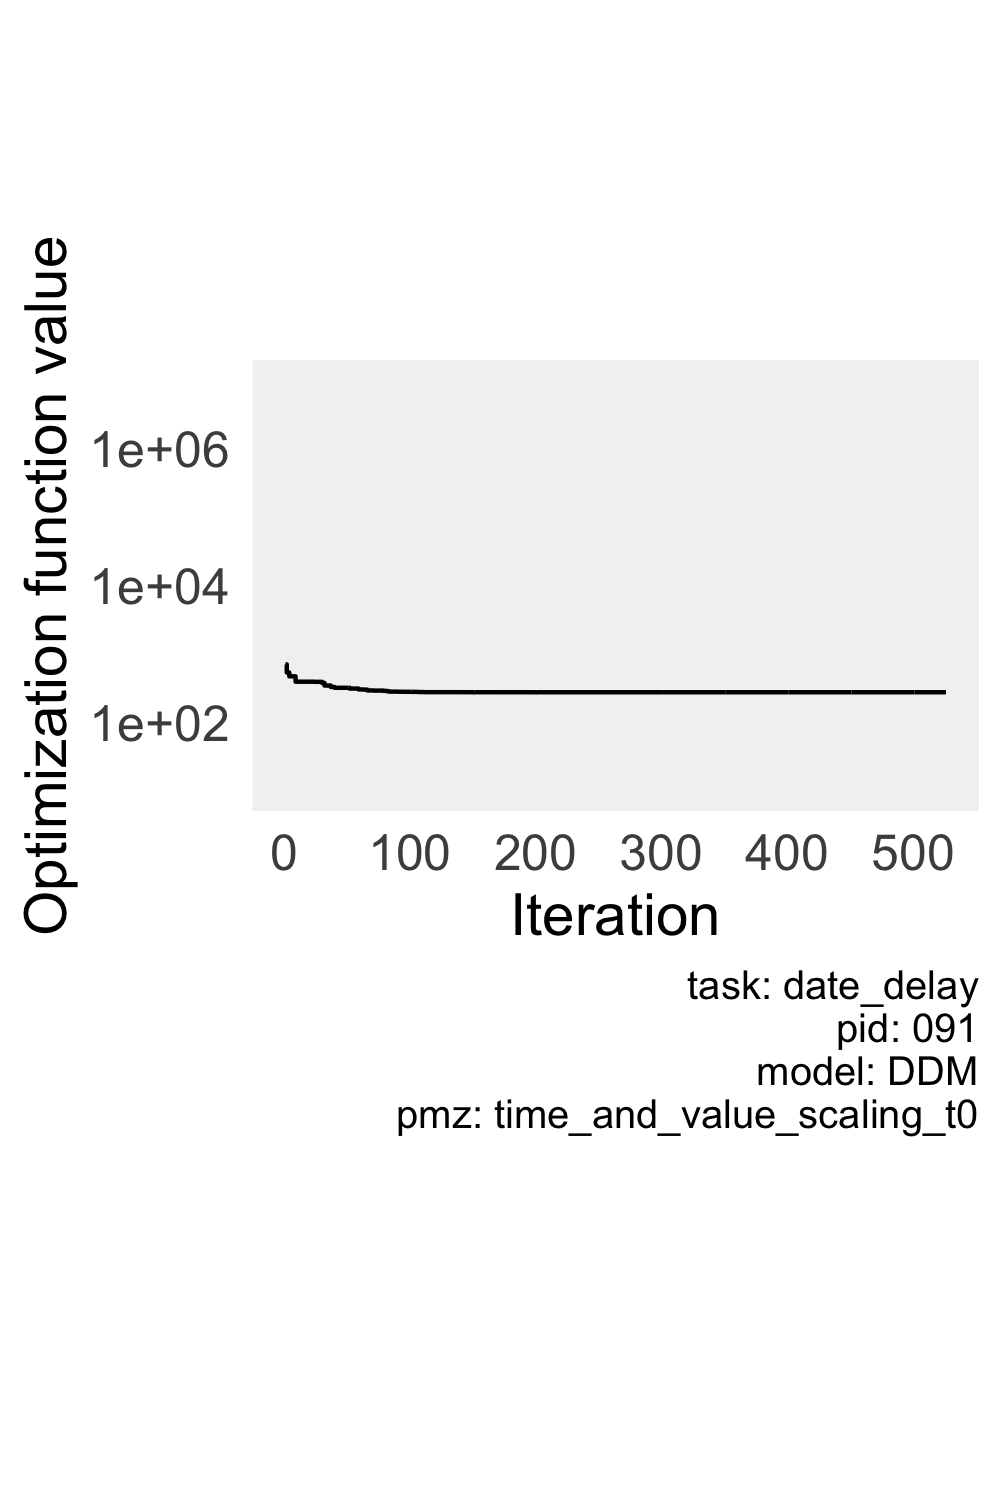 Optimization function value
1e+06
1e+04
1e+02
0 100 200 300 400 500
Iteration
task: date_delay
pid: 091
model: DDM
pmz: time_and_value_scaling_t0